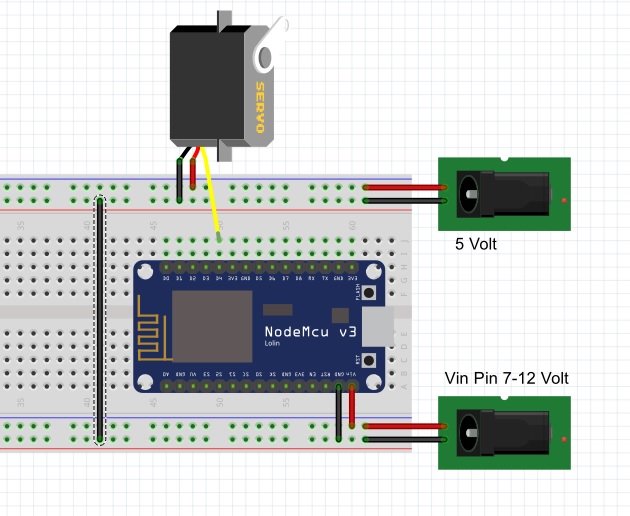 SERVO
5 Volt
35 40 45 50 55 60
J
I
H
G
F
D0 D1 D2 D3 D4 3V3 GND D5 D6 D7 D8 RX TX GND 3V3
FLASH
NodeMcu v3
Lolin
RST
E
D
C
B
A
A0 GND VU S3 S2 S1 SC S0 SK GND 3V3 EN RST GND Vin
35 40 45 55
Vin Pin 7-12 Volt